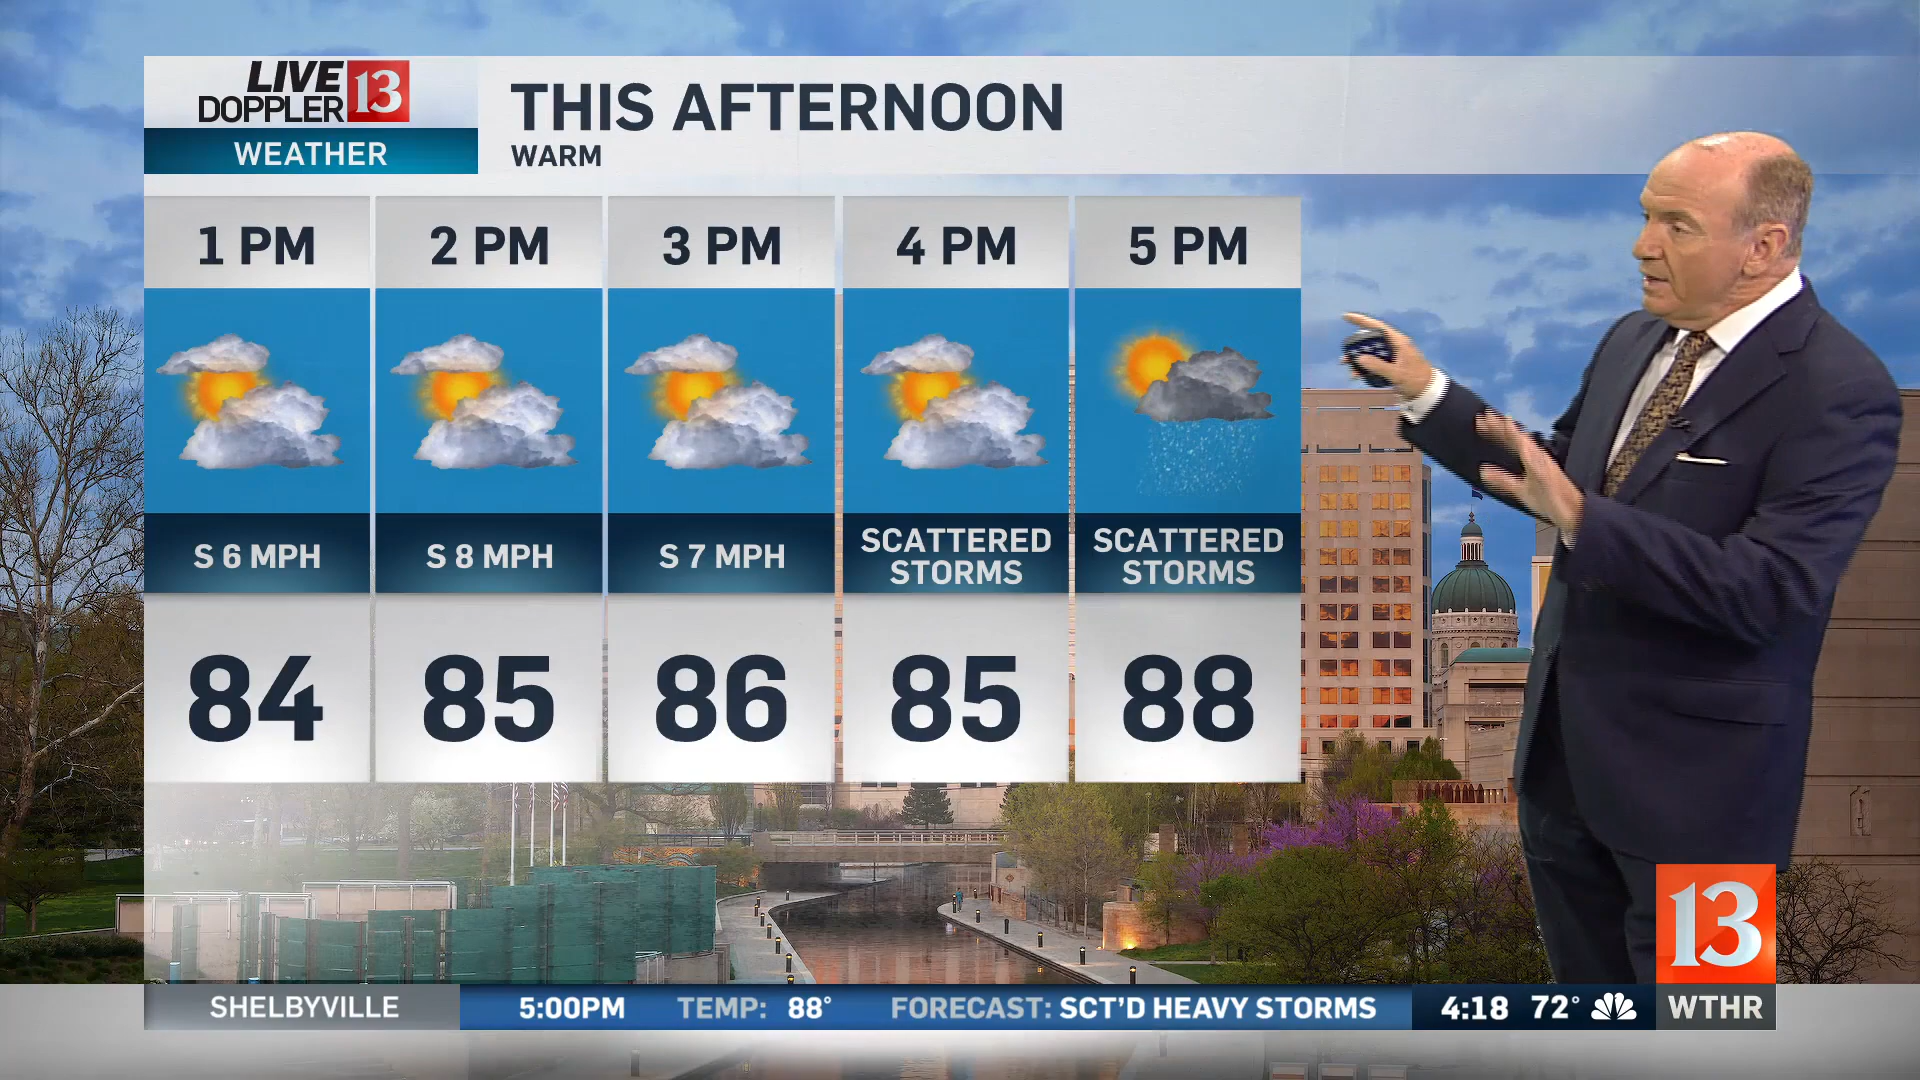 LIVE
DOPPLER 13
WEATHER
THIS AFTERNOON
WARM
1 PM
S 6 MPH
84
2 PM
S 8 MPH
85
3 PM
S 7 MPH
86
4 PM
SCATTERED
STORMS
85
5 PM
SCATTERED
STORMS
88
13
SHELBYVILLE
5:00PM TEMP: 88° FORECAST: SCT'D HEAVY STORMS
4:18 72°
WTHR